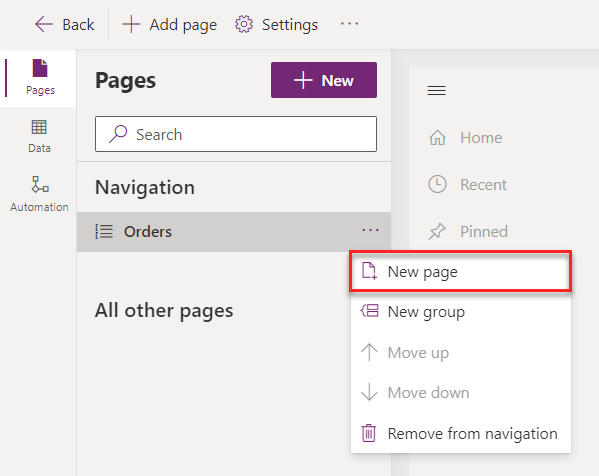 Back
Add page
Settings
Pages
Data
Automation
Pages
New
Search
Navigation
Orders
All other pages
Home
Recent
Pinned
New page
New group
Move up
Move down
Remove from navigation